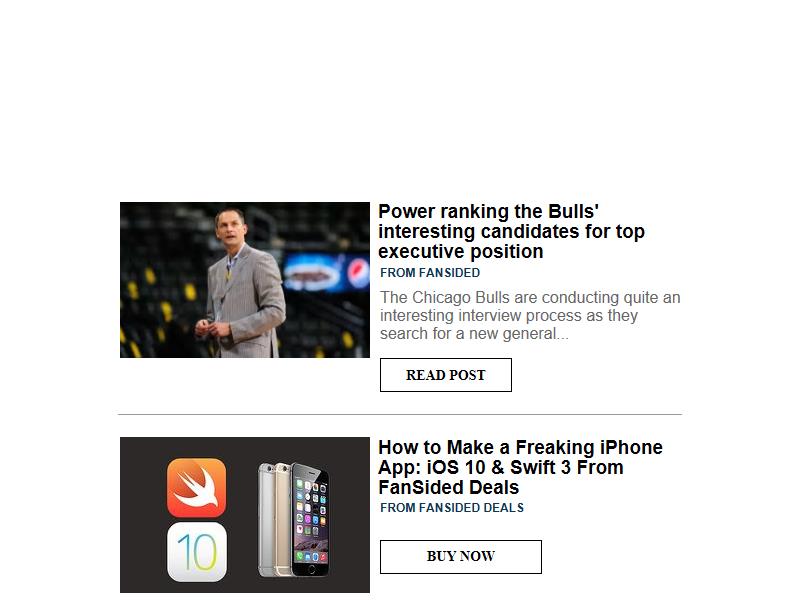 Power ranking the Bulls'
interesting candidates for top
executive position
FROM FANSIDED
The Chicago Bulls are conducting quite an
interesting interview process as they
search for a new general...
READ POST
How to Make a Freaking iPhone
App: iOS 10 & Swift 3 From
FanSided Deals
FROM FANSIDED DEALS
10
BUY NOW